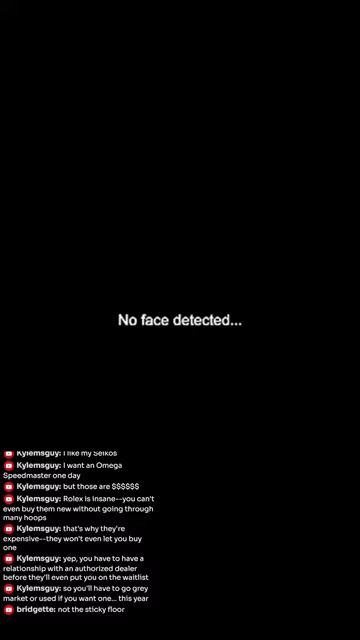 No face detected...
Kylemsguy: I like my Seikos
Kylemsguy: I want an Omega
Speedmaster one day
Kylemsguy: but those are $$$$$$
Kylemsguy: Rolex is insane--you can't
even buy them new without going through
many hoops
Kylemsguy: that's why they're
expensive--they won't even let you buy
one
Kylemsguy: yep, you have to have a
relationship with an authorized dealer
before they'll even put you on the waitlist
Kylemsguy: so you'll have to go grey
market or used if you want one... this year
bridgette: not the sticky floor